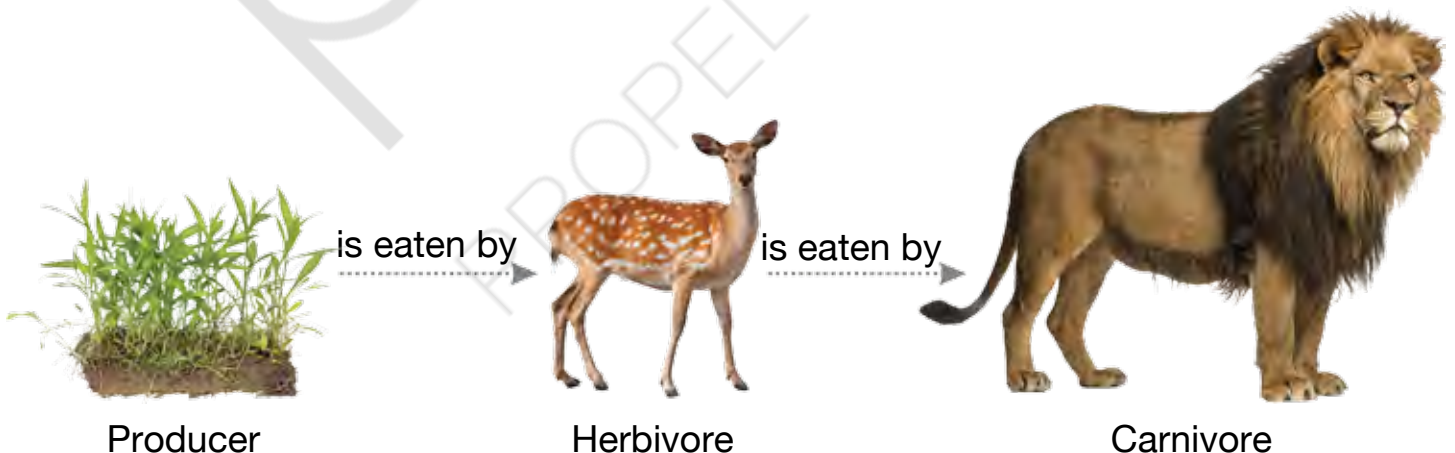 PROPEL
is eaten by
is eaten by
Producer
Herbivore
Carnivore